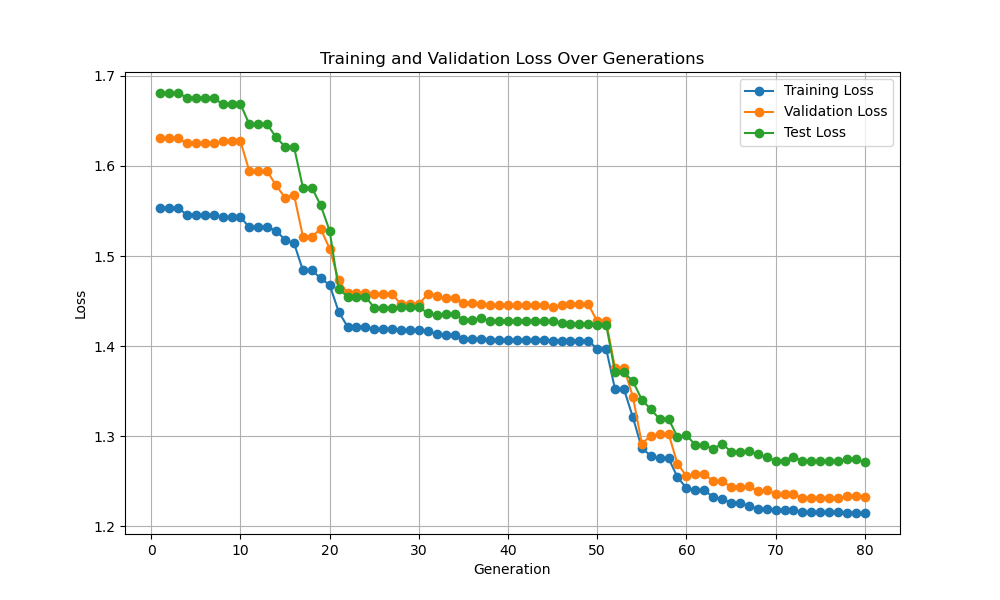 Training and Validation Loss Over Generations
Training Loss
Validation Loss
Test Loss
Loss
1.7
1.6
1.5
1.4
1.3
1.2
0 10 20 30 40 50 60 70 80
Generation